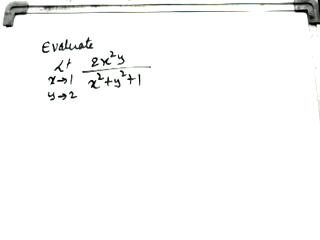 Evaluate
Lt 2x²y
x→1 x²+y²+1
y→2